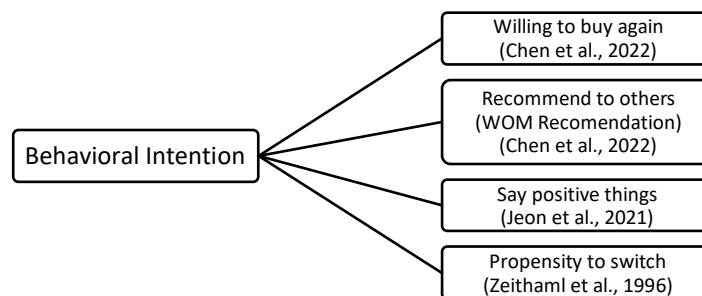 Behavioral Intention
Willing to buy again
(Chen et al., 2022)
Recommend to others
(WOM Recomendation)
(Chen et al., 2022)
Say positive things
(Jeon et al., 2021)
Propensity to switch
(Zeithaml et al., 1996)